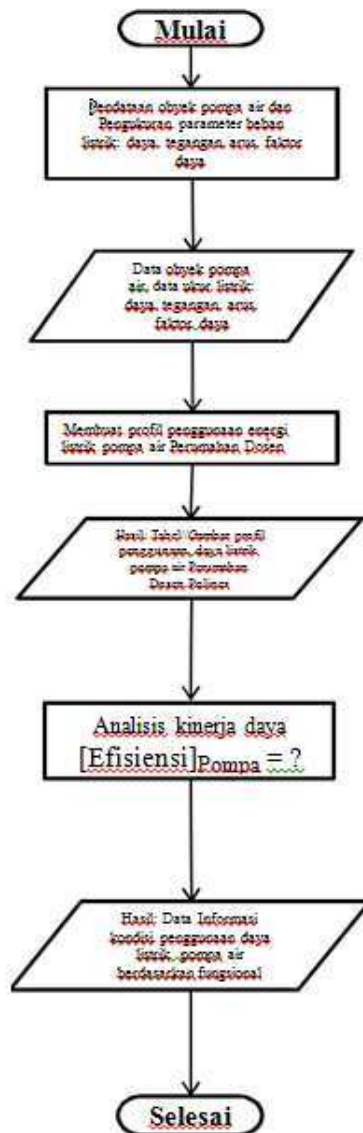 Mulai
Pendataan obyek pompa air dan
Pengukuran parameter beban
listrik: daya, tegangan, arus, faktor
daya
Data obyek pompa
air, data ukur listrik:
daya, tegangan, arus,
faktor daya
Membuat profil penggunaan energi
listrik pompa air Perumahan Dosen
Hasil: Tabel/Gambar profil
penggunaan daya listrik
pompa air Perumahan
Dosen Polines
Analisis kinerja daya
[Efisiensi]Pompa = ?
Hasil: Data Informasi
kondisi penggunaan daya
listrik pompa air
berdasarkan fungsional
Selesai